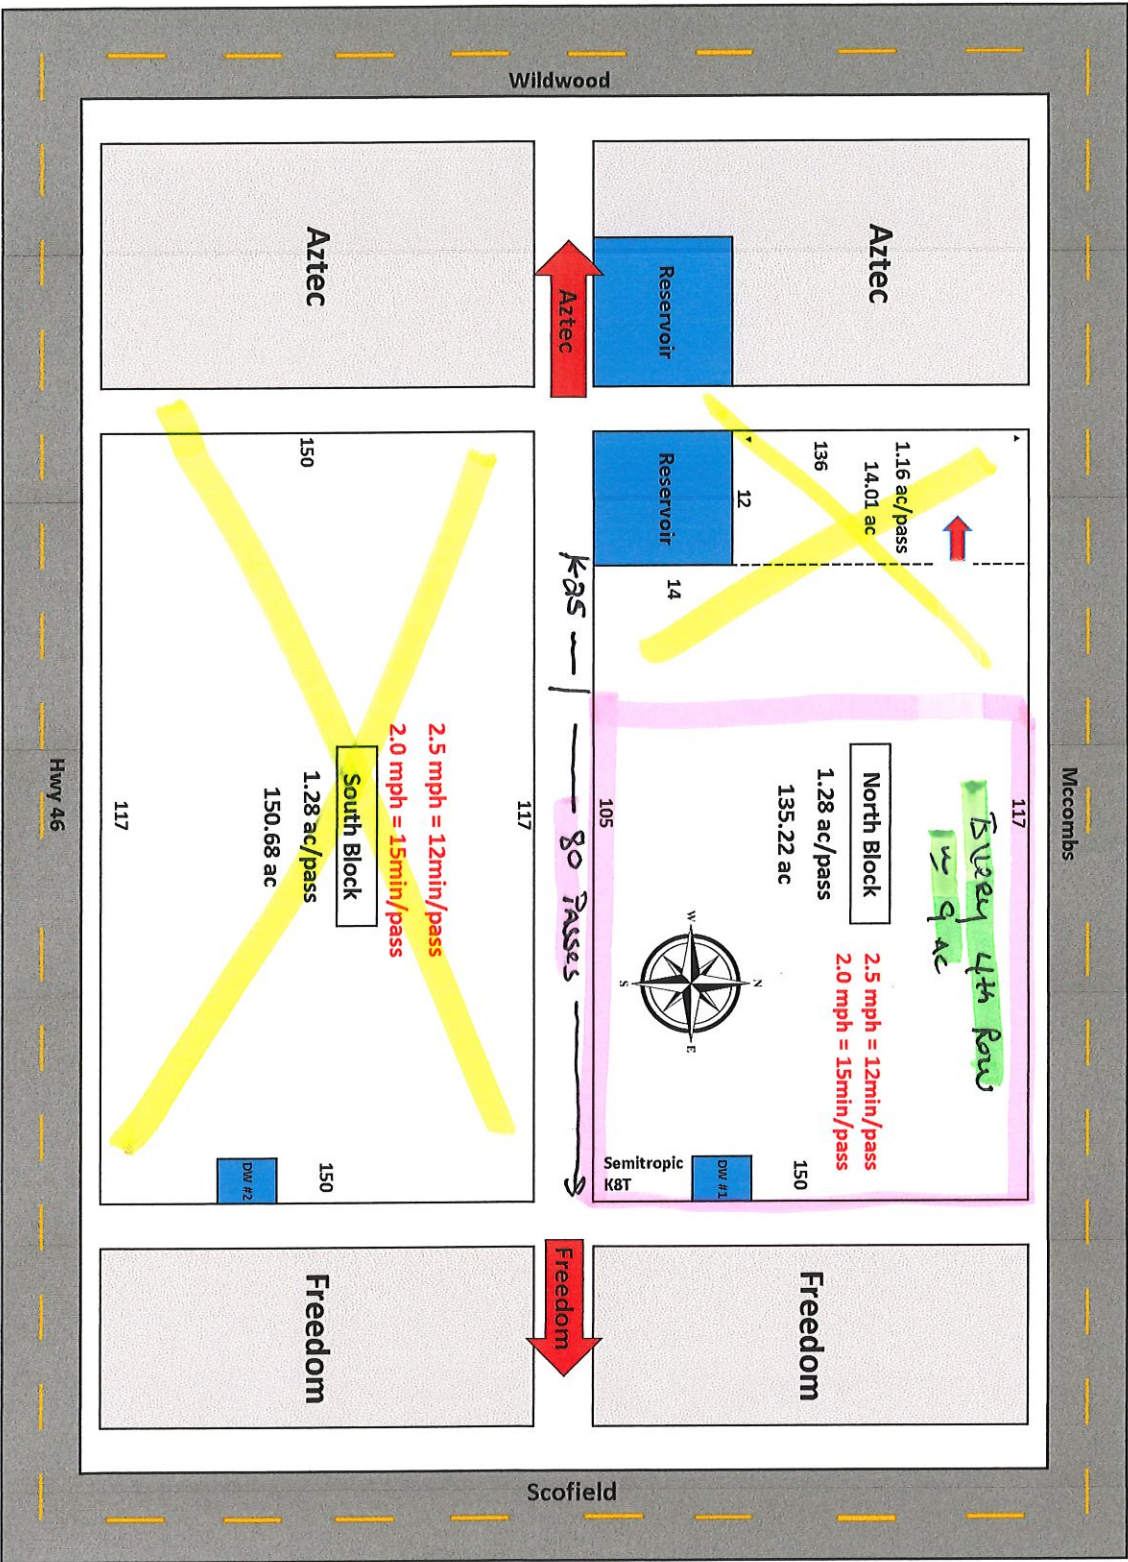 Mccombs
Wildwood
Scofield
Hwy 46
Aztec
Reservoir
1.16 ac/pass
14.01 ac
136
12
Reservoir
14
117
Every 4th Row
9 ac
North Block
1.28 ac/pass
135.22 ac
2.5 mph = 12min/pass
2.0 mph = 15min/pass
N
W
E
S
150
DW #1
Semitropic
K8T
105
Freedom
Aztec
1
80 Passes
Freedom
Aztec
150
117
2.5 mph = 12min/pass
2.0 mph = 15min/pass
South Block
1.28 ac/pass
150.68 ac
150
DW #2
117
Freedom